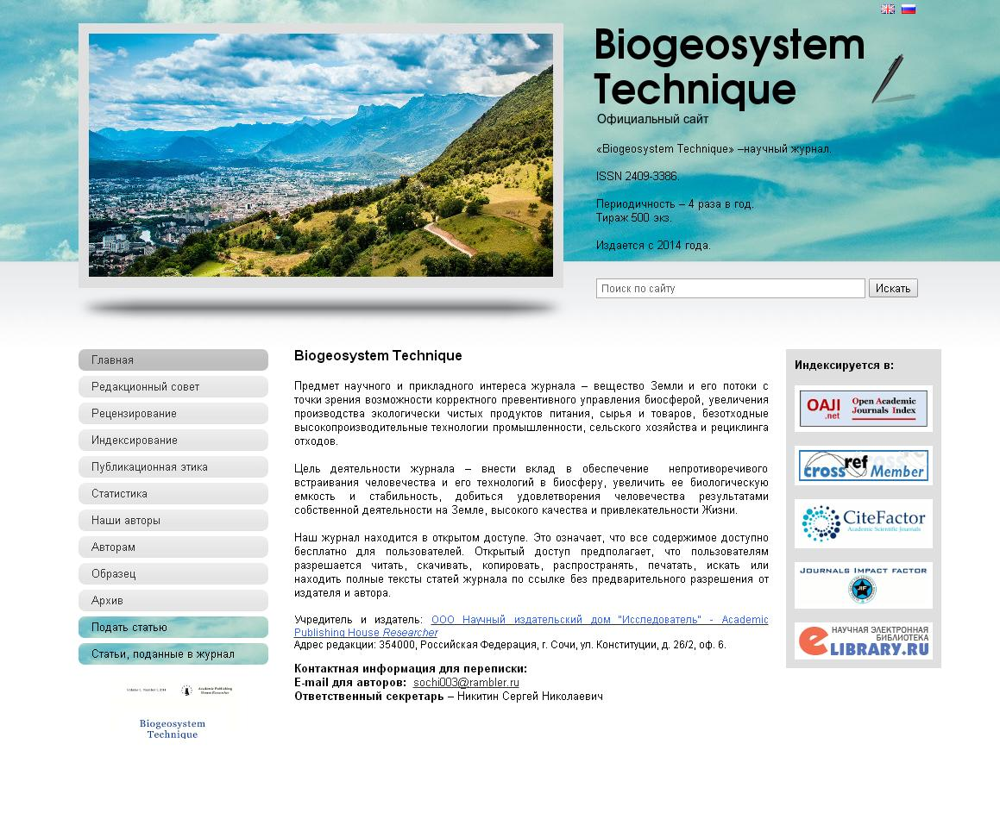 Biogeosystem
Technique
Официальный сайт
«Biogeosystem Technique» –научный журнал.
ISSN 2409-3386.
Периодичность – 4 раза в год.
Тираж 500 экз.
Издается с 2014 года.
Поиск по сайту
Искать
Главная
Редакционный совет
Рецензирование
Индексирование
Публикационная этика
Статистика
Наши авторы
Авторам
Образец
Архив
Подать статью
Статьи, поданные в журнал
Volume 1, Number 1, 2014
Academic Publishing
House Researcher
Biogeosystem
Technique
Biogeosystem Technique
Предмет научного и прикладного интереса журнала – вещество Земли и его потоки с
точки зрения возможности корректного превентивного управления биосферой, увеличения
производства экологически чистых продуктов питания, сырья и товаров, безотходные
высокопроизводительные технологии промышленности, сельского хозяйства и рециклинга
отходов.
Цель деятельности журнала – внести вклад в обеспечение непротиворечивого
встраивания человечества и его технологий в биосферу, увеличить ее биологическую
емкость и стабильность, добиться удовлетворения человечества результатами
собственной деятельности на Земле, высокого качества и привлекательности Жизни.
Наш журнал находится в открытом доступе. Это означает, что все содержимое доступно
бесплатно для пользователей. Открытый доступ предполагает, что пользователям
разрешается читать, скачивать, копировать, распространять, печатать, искать или
находить полные тексты статей журнала по ссылке без предварительного разрешения от
издателя и автора.
Учредитель и издатель: ООО Научный издательский дом "Исследователь" - Academic
Publishing House Researcher
Адрес редакции: 354000, Российская Федерация, г. Сочи, ул. Конституции, д. 26/2, оф. 6.
Контактная информация для переписки:
E-mail для авторов: sochi003@rambler.ru
Ответственный секретарь – Никитин Сергей Николаевич
Индексируется в:
OAJI .net Open Academic
Journals Index
cross ref Member
CiteFactor
Academic Scientific Journals
JOURNALS IMPACT FACTOR
JIF
НАУЧНАЯ ЭЛЕКТРОННАЯ
БИБЛИОТЕКА
eLIBRARY.RU